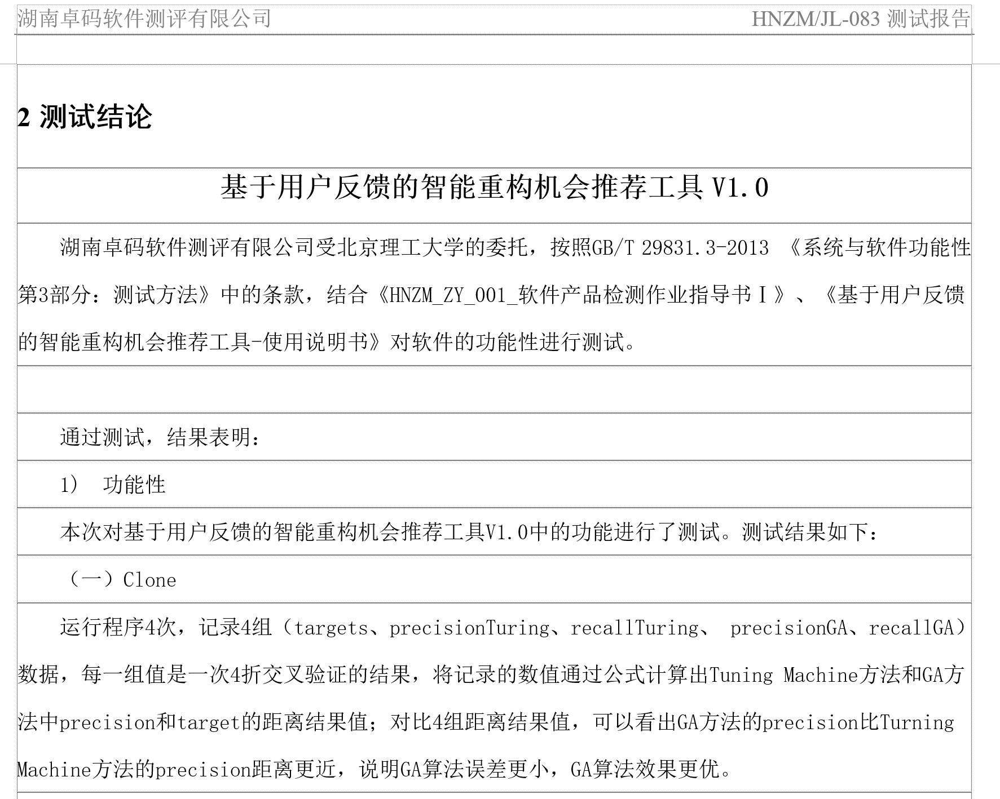 湖南卓码软件测评有限公司 HNZM/JL-083 测试报告
2 测试结论
基于用户反馈的智能重构机会推荐工具 V1.0
湖南卓码软件测评有限公司受北京理工大学的委托，按照GB/T 29831.3-2013 《系统与软件功能性
第3部分：测试方法》中的条款，结合《HNZM_ZY_001_软件产品检测作业指导书Ⅰ》、《基于用户反馈
的智能重构机会推荐工具-使用说明书》对软件的功能性进行测试。
通过测试，结果表明：
1) 功能性
本次对基于用户反馈的智能重构机会推荐工具V1.0中的功能进行了测试。测试结果如下：
（一）Clone
运行程序4次，记录4组（targets、precisionTuring、recallTuring、 precisionGA、recallGA）
数据，每一组值是一次4折交叉验证的结果，将记录的数值通过公式计算出Tuning Machine方法和GA方
法中precision和target的距离结果值；对比4组距离结果值，可以看出GA方法的precision比Turning
Machine方法的precision距离更近，说明GA算法误差更小，GA算法效果更优。